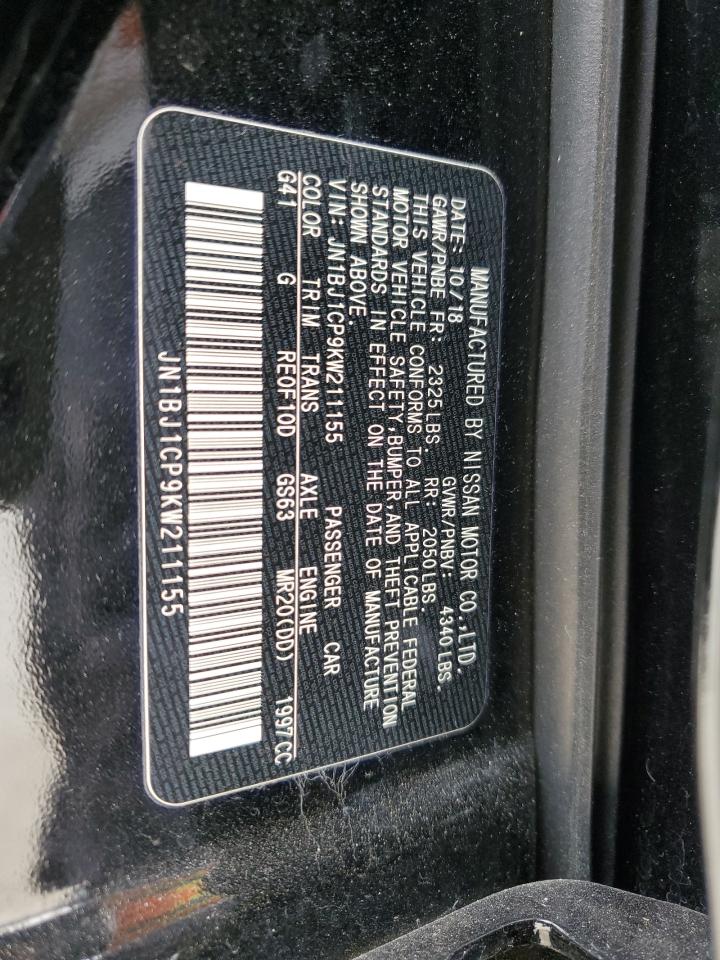 MANUFACTURED BY NISSAN MOTOR CO.,LTD.
DATE: 10/18 GVWR/PNBV: 4340LBS.
GAWR/PNBE FR: 2325LBS RR: 2050LBS.
THIS VEHICLE CONFORMS TO ALL APPLICABLE FEDERAL
MOTOR VEHICLE SAFETY,BUMPER,AND THEFT PREVENTION
STANDARDS IN EFFECT ON THE DATE OF MANUFACTURE
SHOWN ABOVE.
VIN: JN1BJ1CP9KW211155 PASSENGER CAR
COLOR TRIM TRANS AXLE ENGINE
G41 G REOF10D GS63 MR20(DD) 1997CC
JN1BJ1CP9KW211155